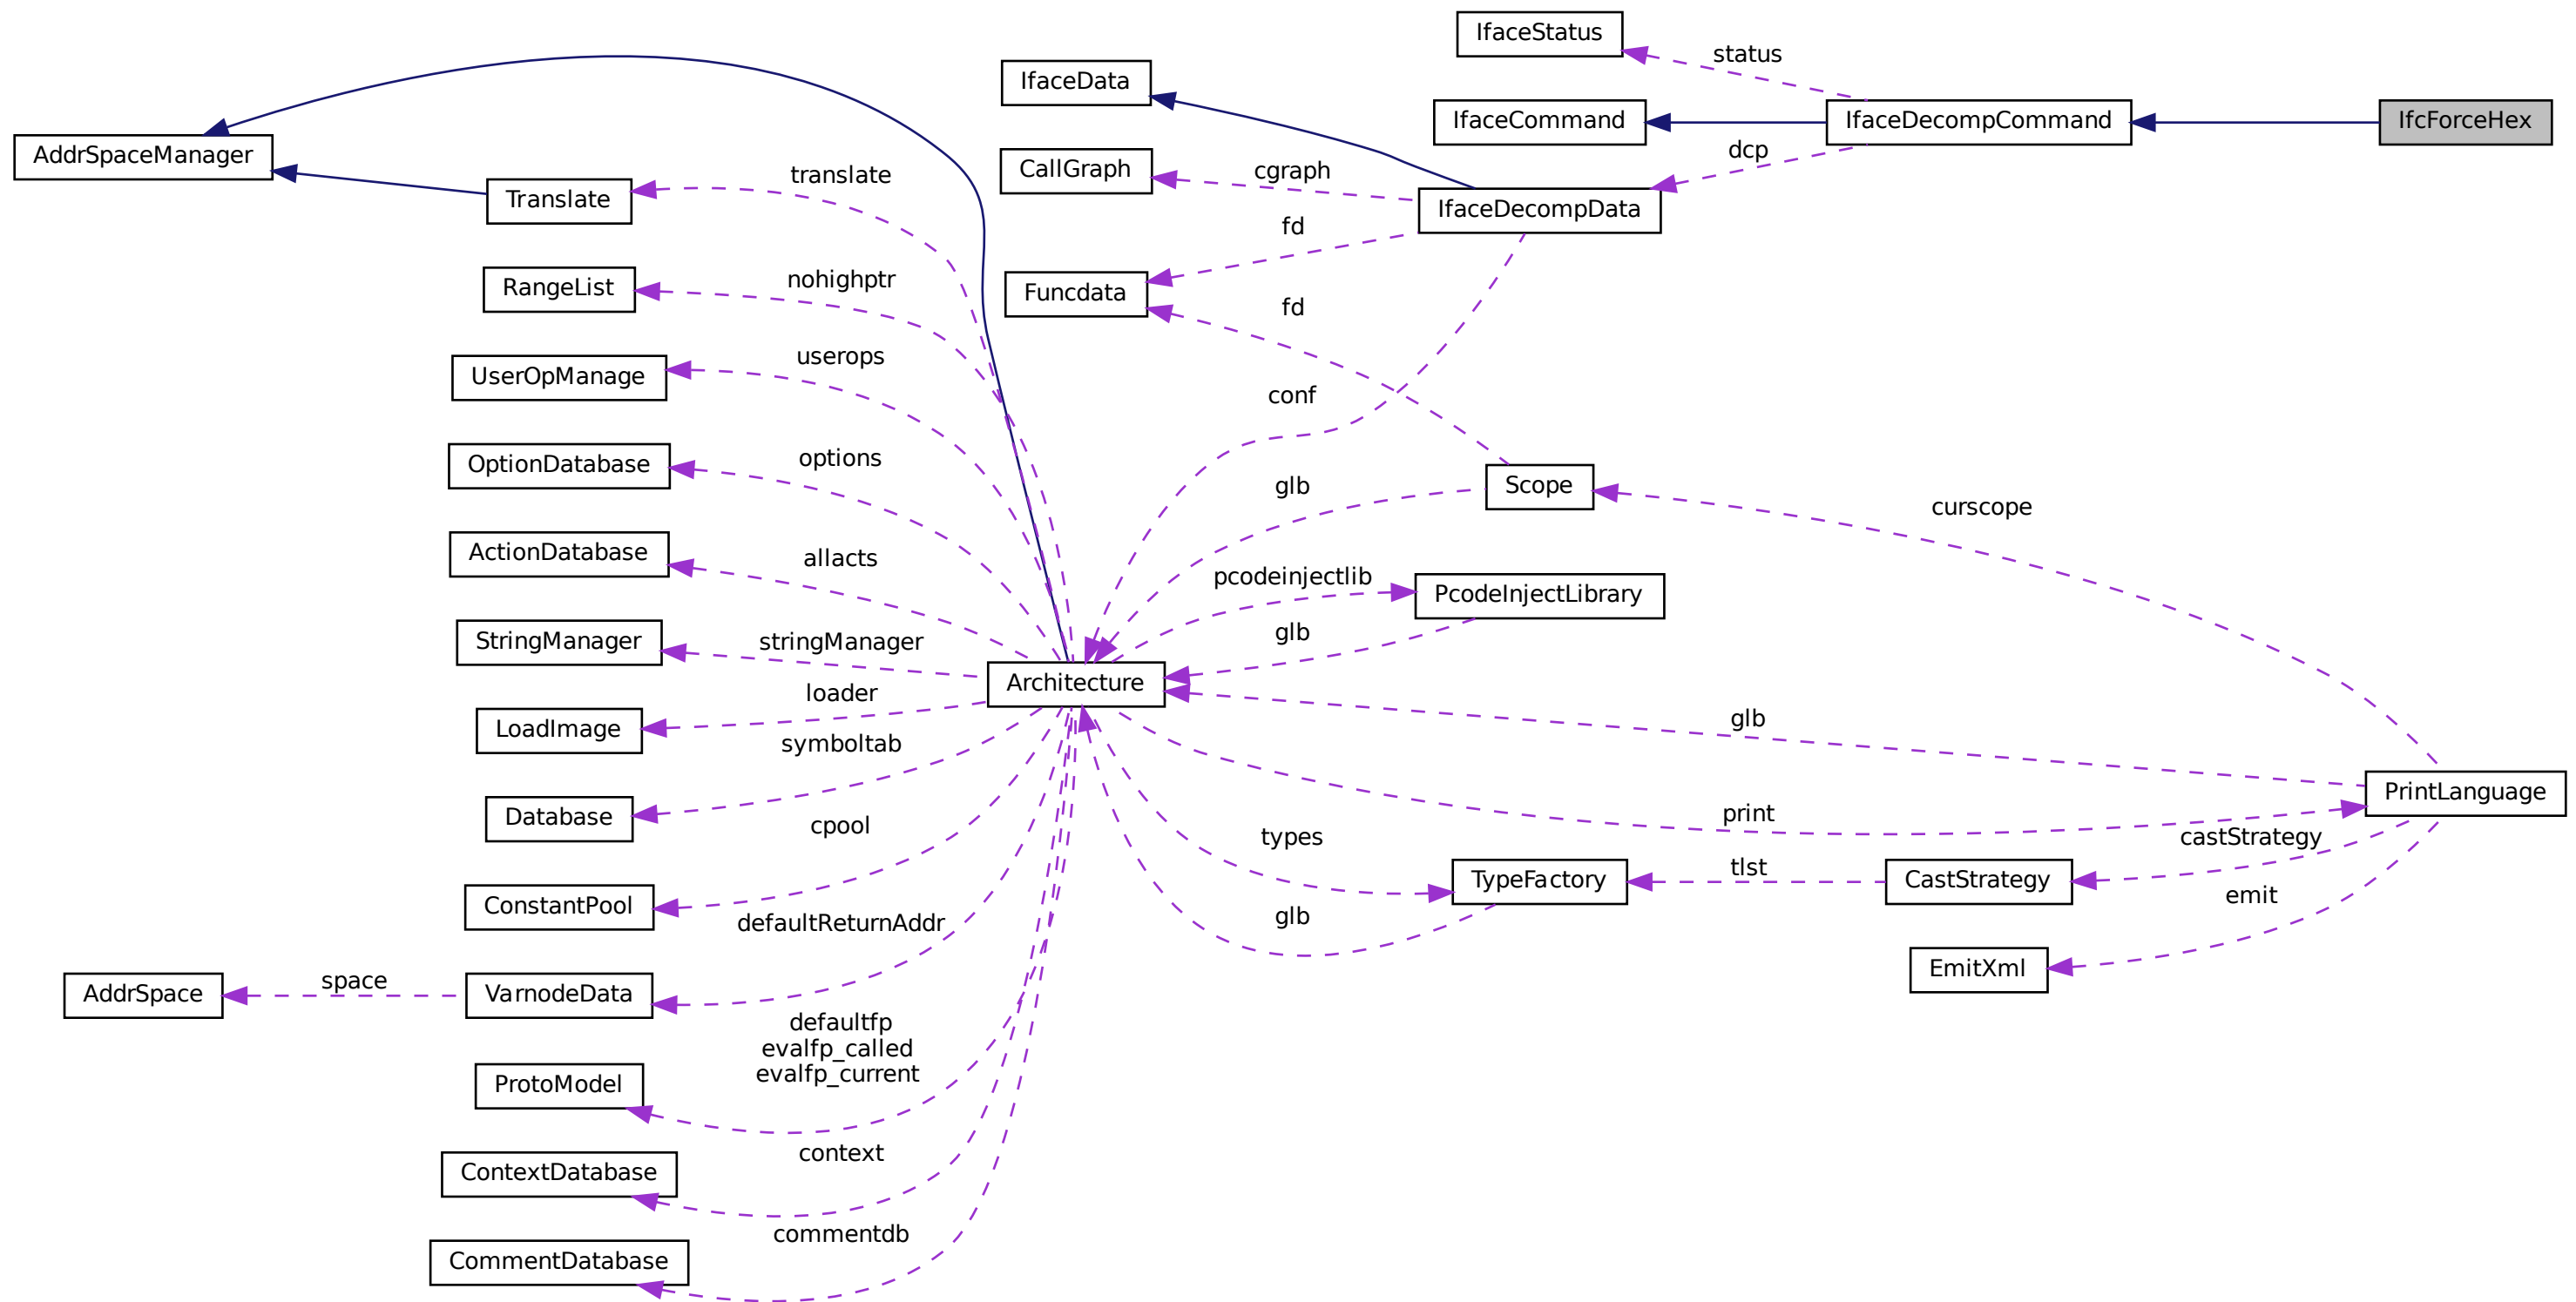 IfaceStatus
status
IfaceData
IfaceCommand
IfaceDecompCommand
IfcForceHex
AddrSpaceManager
dcp
CallGraph
cgraph
translate
Translate
IfaceDecompData
fd
nohighptr
RangeList
Funcdata
fd
userops
UserOpManage
conf
options
OptionDatabase
glb
Scope
curscope
allacts
ActionDatabase
pcodeinjectlib
PcodeInjectLibrary
glb
stringManager
StringManager
Architecture
loader
LoadImage
glb
symboltab
Database
PrintLanguage
print
cpool
types
castStrategy
ConstantPool
TypeFactory
tlst
CastStrategy
emit
defaultReturnAddr
glb
EmitXml
AddrSpace
space
VarnodeData
defaultfp
evalfp_called
evalfp_current
ProtoModel
context
ContextDatabase
commentdb
CommentDatabase